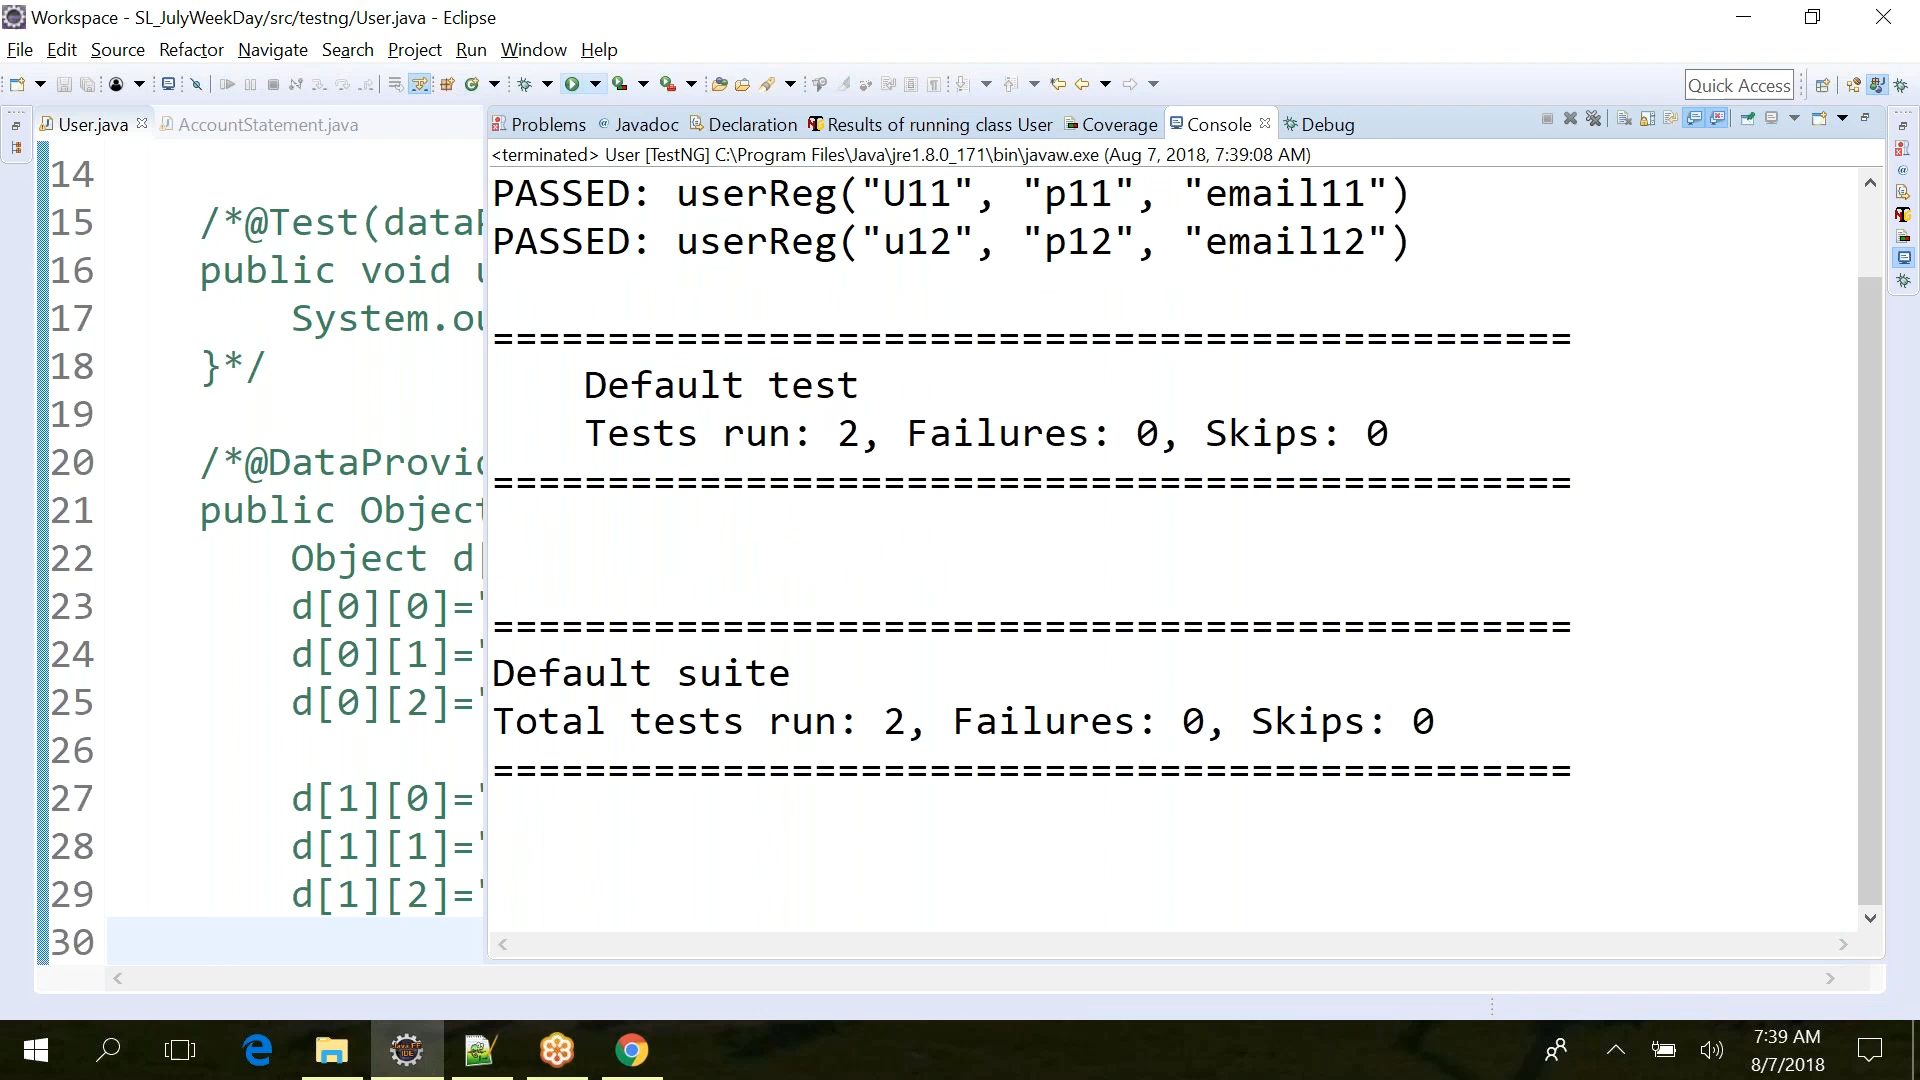 Workspace - SL_JulyWeekDay/src/testng/User.java - Eclipse
File Edit Source Refactor Navigate Search Project Run Window Help
Quick Access
User.java AccountStatement.java
Problems Javadoc Declaration Results of running class User Coverage Console Debug
<terminated> User [TestNG] C:\Program Files\Java\jre1.8.0_171\bin\javaw.exe (Aug 7, 2018, 7:39:08 AM)
14
15 /*@Test(data
16 public void
17 System.ou
18 }*/
19
20 /*@DataProvid
21 public Object
22 Object d[
23 d[0][0]="
24 d[0][1]="
25 d[0][2]="
26
27 d[1][0]="
28 d[1][1]="
29 d[1][2]="
30
PASSED: userReg("U11", "p11", "email11")
PASSED: userReg("u12", "p12", "email12")
===============================================
Default test
Tests run: 2, Failures: 0, Skips: 0
===============================================
===============================================
Default suite
Total tests run: 2, Failures: 0, Skips: 0
===============================================
7:39 AM
8/7/2018